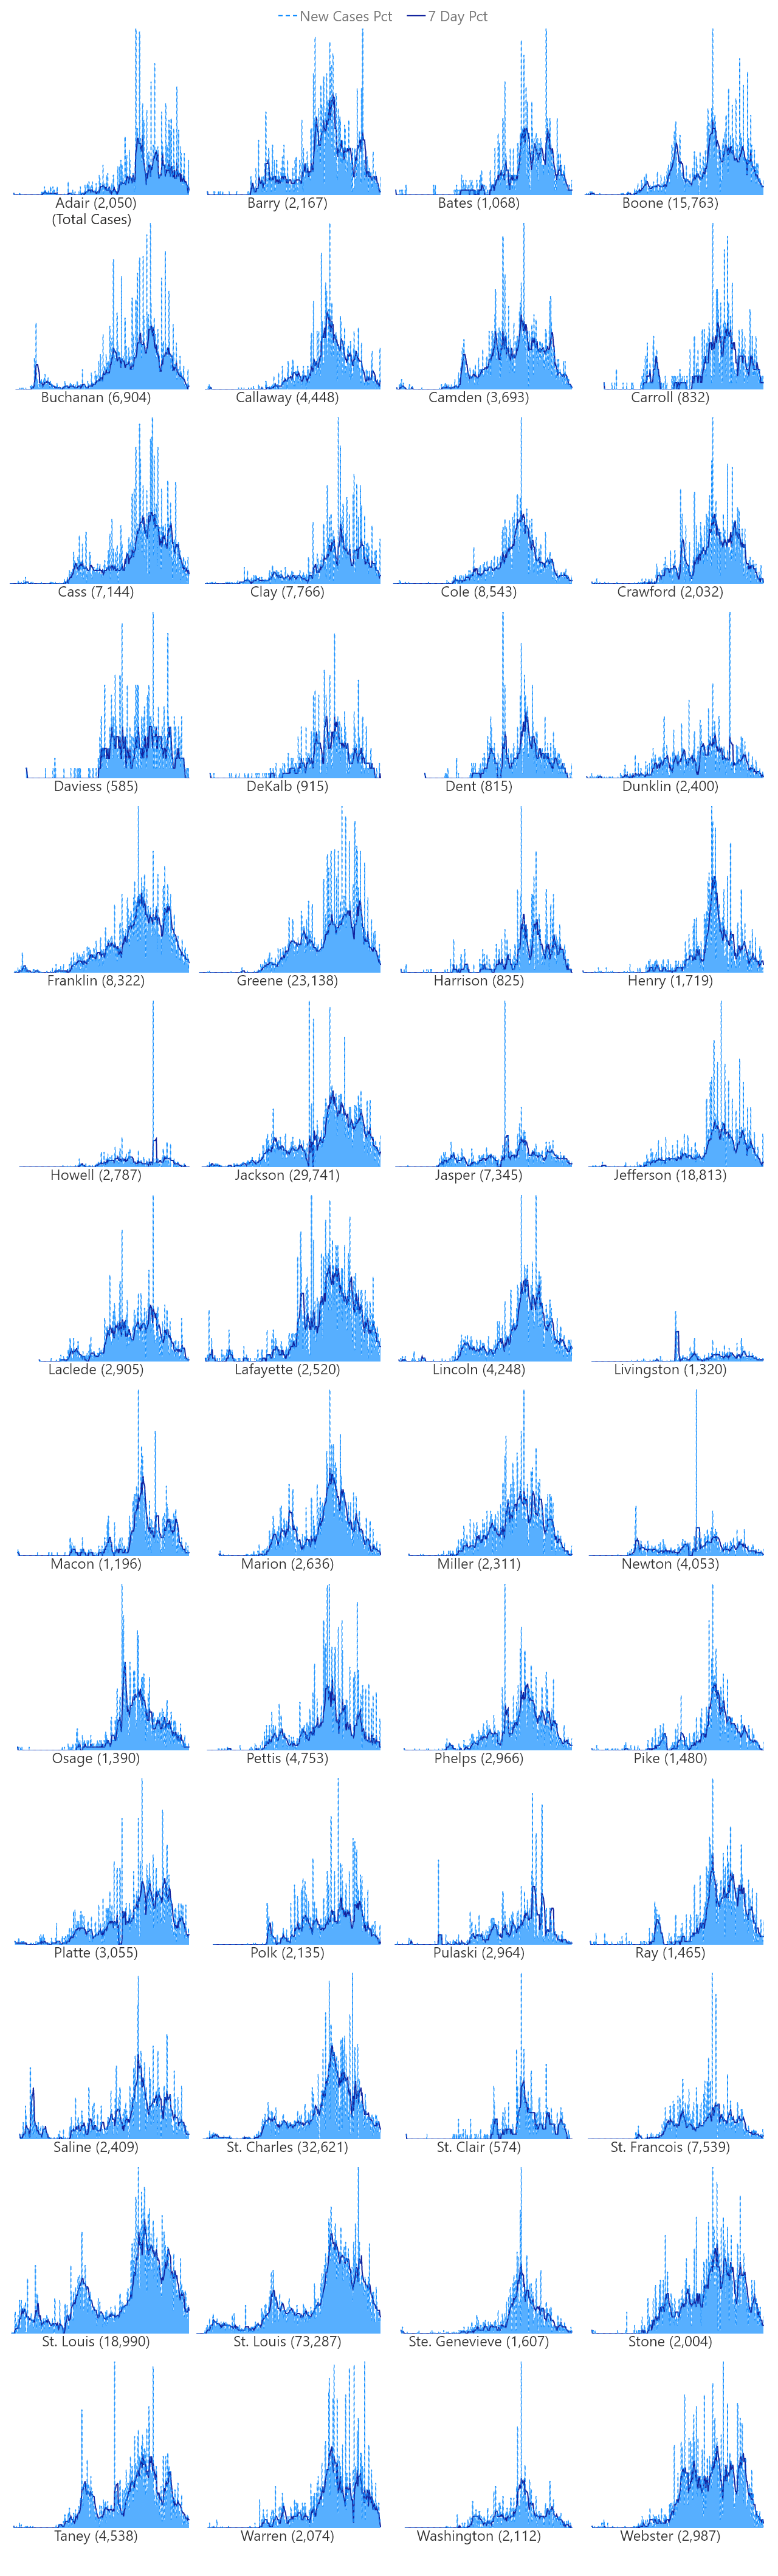 New Cases Pct 7 Day Pct
Adair (2,050) Barry (2,167) Bates (1,068) Boone (15,763)
(Total Cases)
Buchanan (6,904) Callaway (4,448) Camden (3,693) Carroll (832)
Cass (7,144) Clay (7,766) Cole (8,543) Crawford (2,032)
Daviess (585) DeKalb (915) Dent (815) Dunklin (2,400)
Franklin (8,322) Greene (23,138) Harrison (825) Henry (1,719)
Howell (2,787) Jackson (29,741) Jasper (7,345) Jefferson (18,813)
Laclede (2,905) Lafayette (2,520) Lincoln (4,248) Livingston (1,320)
Macon (1,196) Marion (2,636) Miller (2,311) Newton (4,053)
Osage (1,390) Pettis (4,753) Phelps (2,966) Pike (1,480)
Platte (3,055) Polk (2,135) Pulaski (2,964) Ray (1,465)
Saline (2,409) St. Charles (32,621) St. Clair (574) St. Francois (7,539)
St. Louis (18,990) St. Louis (73,287) Ste. Genevieve (1,607) Stone (2,004)
Taney (4,538) Warren (2,074) Washington (2,112) Webster (2,987)